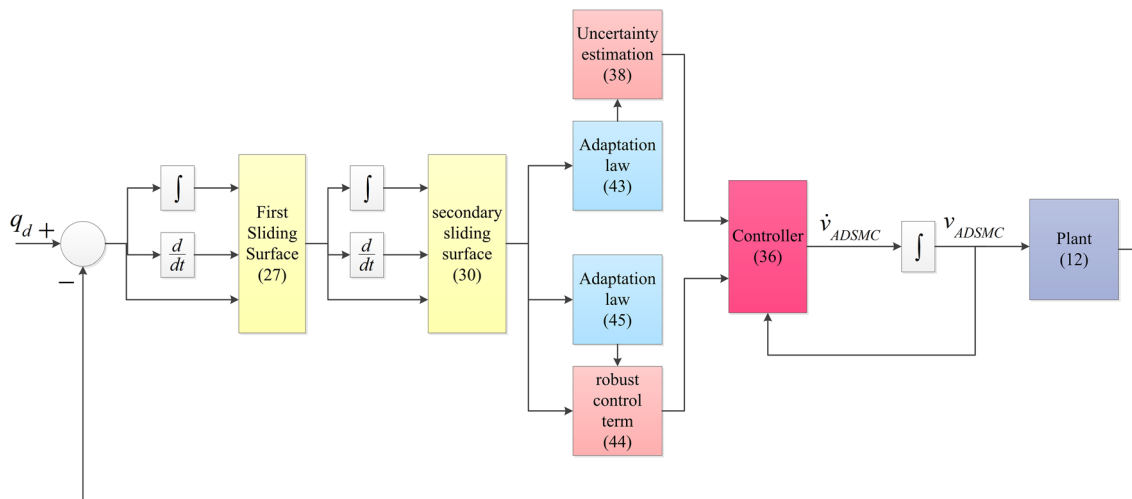 q_d
+
−
∫
d/dt
First
Sliding
Surface
(27)
∫
d/dt
secondary
sliding
surface
(30)
Uncertainty
estimation
(38)
Adaptation
law
(43)
Adaptation
law
(45)
robust
control
term
(44)
Controller
(36)
v̇_ADSMC
∫
v_ADSMC
Plant
(12)